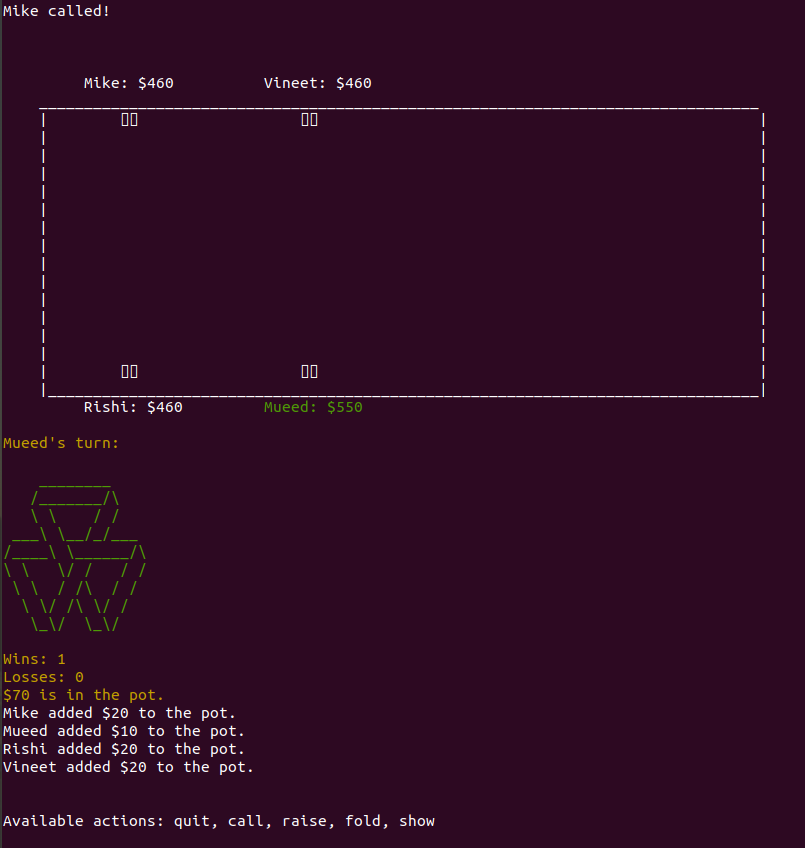 Mike called!
Mike: $460 Vineet: $460
Rishi: $460 Mueed: $550
Mueed's turn:
Wins: 1
Losses: 0
$70 is in the pot.
Mike added $20 to the pot.
Mueed added $10 to the pot.
Rishi added $20 to the pot.
Vineet added $20 to the pot.
Available actions: quit, call, raise, fold, show